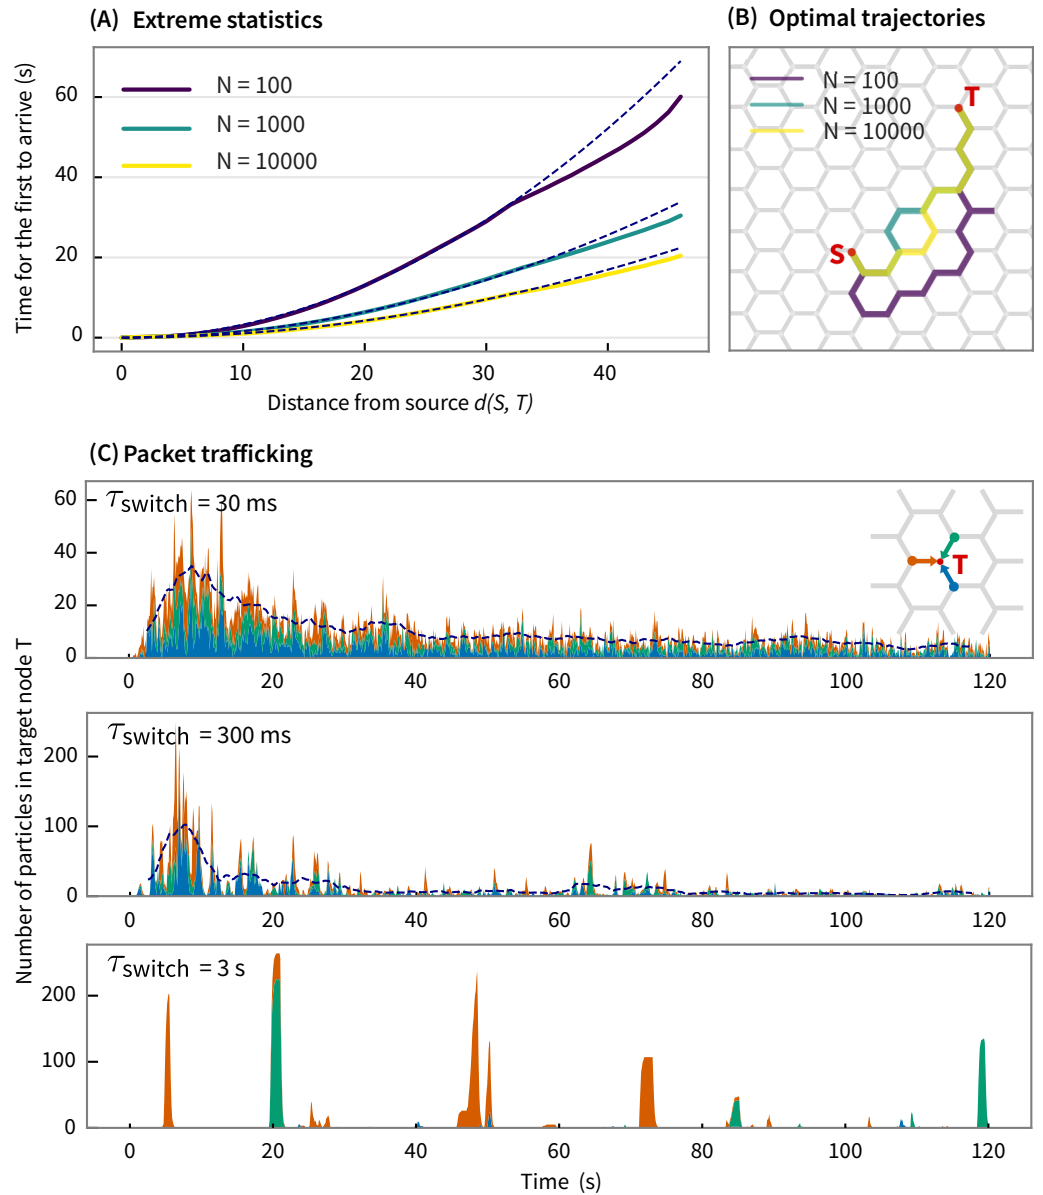 (A) Extreme statistics
Time for the first to arrive (s)
60
40
20
0
N = 100
N = 1000
N = 10000
0 10 20 30 40
Distance from source d(S, T)
(B) Optimal trajectories
N = 100
N = 1000
N = 10000
T
S
(C) Packet trafficking
Number of particles in target node T
τswitch = 30 ms
60
40
20
0
T
0 20 40 60 80 100 120
τswitch = 300 ms
200
100
0
0 20 40 60 80 100 120
τswitch = 3 s
200
100
0
0 20 40 60 80 100 120
Time (s)